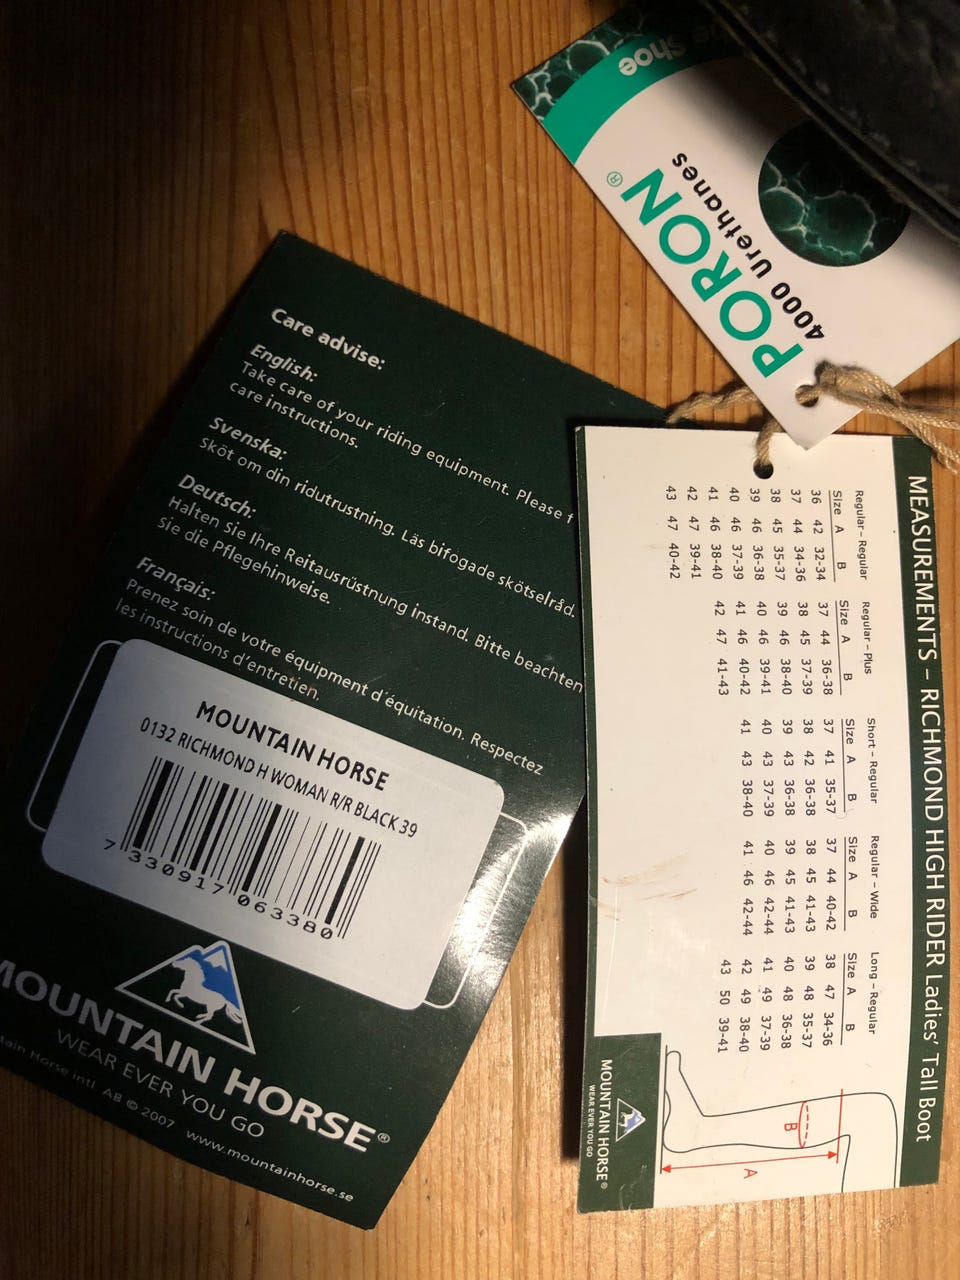 he Shoe
PORON®
4000 Urethanes
Care advise:
English:
Take care of your riding equipment. Please f
care instructions.
Svenska:
Sköt om din ridutrustning. Läs bifogade skötselråd.
Deutsch:
Halten Sie Ihre Reitausrüstnung instand. Bitte beachten
sie die Pflegehinweise.
Français:
Prenez soin de votre équipment d'équitation. Respectez
les instructions d'entretien.
MOUNTAIN HORSE
0132 RICHMOND H WOMAN R/R BLACK 39
7 330917 063380
MOUNTAIN HORSE®
WEAR EVER YOU GO
tain Horse intl. AB © 2007 www.mountainhorse.se
MEASUREMENTS – RICHMOND HIGH RIDER Ladies' Tall Boot
Regular – Regular
Size A B
36 42 32-34
37 44 34-36
38 45 35-37
39 46 36-38
40 46 37-39
41 46 38-40
42 47 39-41
43 47 40-42
Regular – Plus
Size A B
37 44 36-38
38 45 37-39
39 46 38-40
40 46 39-41
41 46 40-42
42 47 41-43
Short – Regular
Size A B
37 41 35-37
38 42 36-38
39 43 36-38
40 43 37-39
41 43 38-40
Regular – Wide
Size A B
37 44 40-42
38 45 41-43
39 45 41-43
40 46 42-44
41 46 42-44
Long – Regular
Size A B
38 47 34-36
39 48 35-37
40 48 36-38
41 49 37-39
42 49 38-40
43 50 39-41
B
A
MOUNTAIN HORSE®
WEAR EVER YOU GO